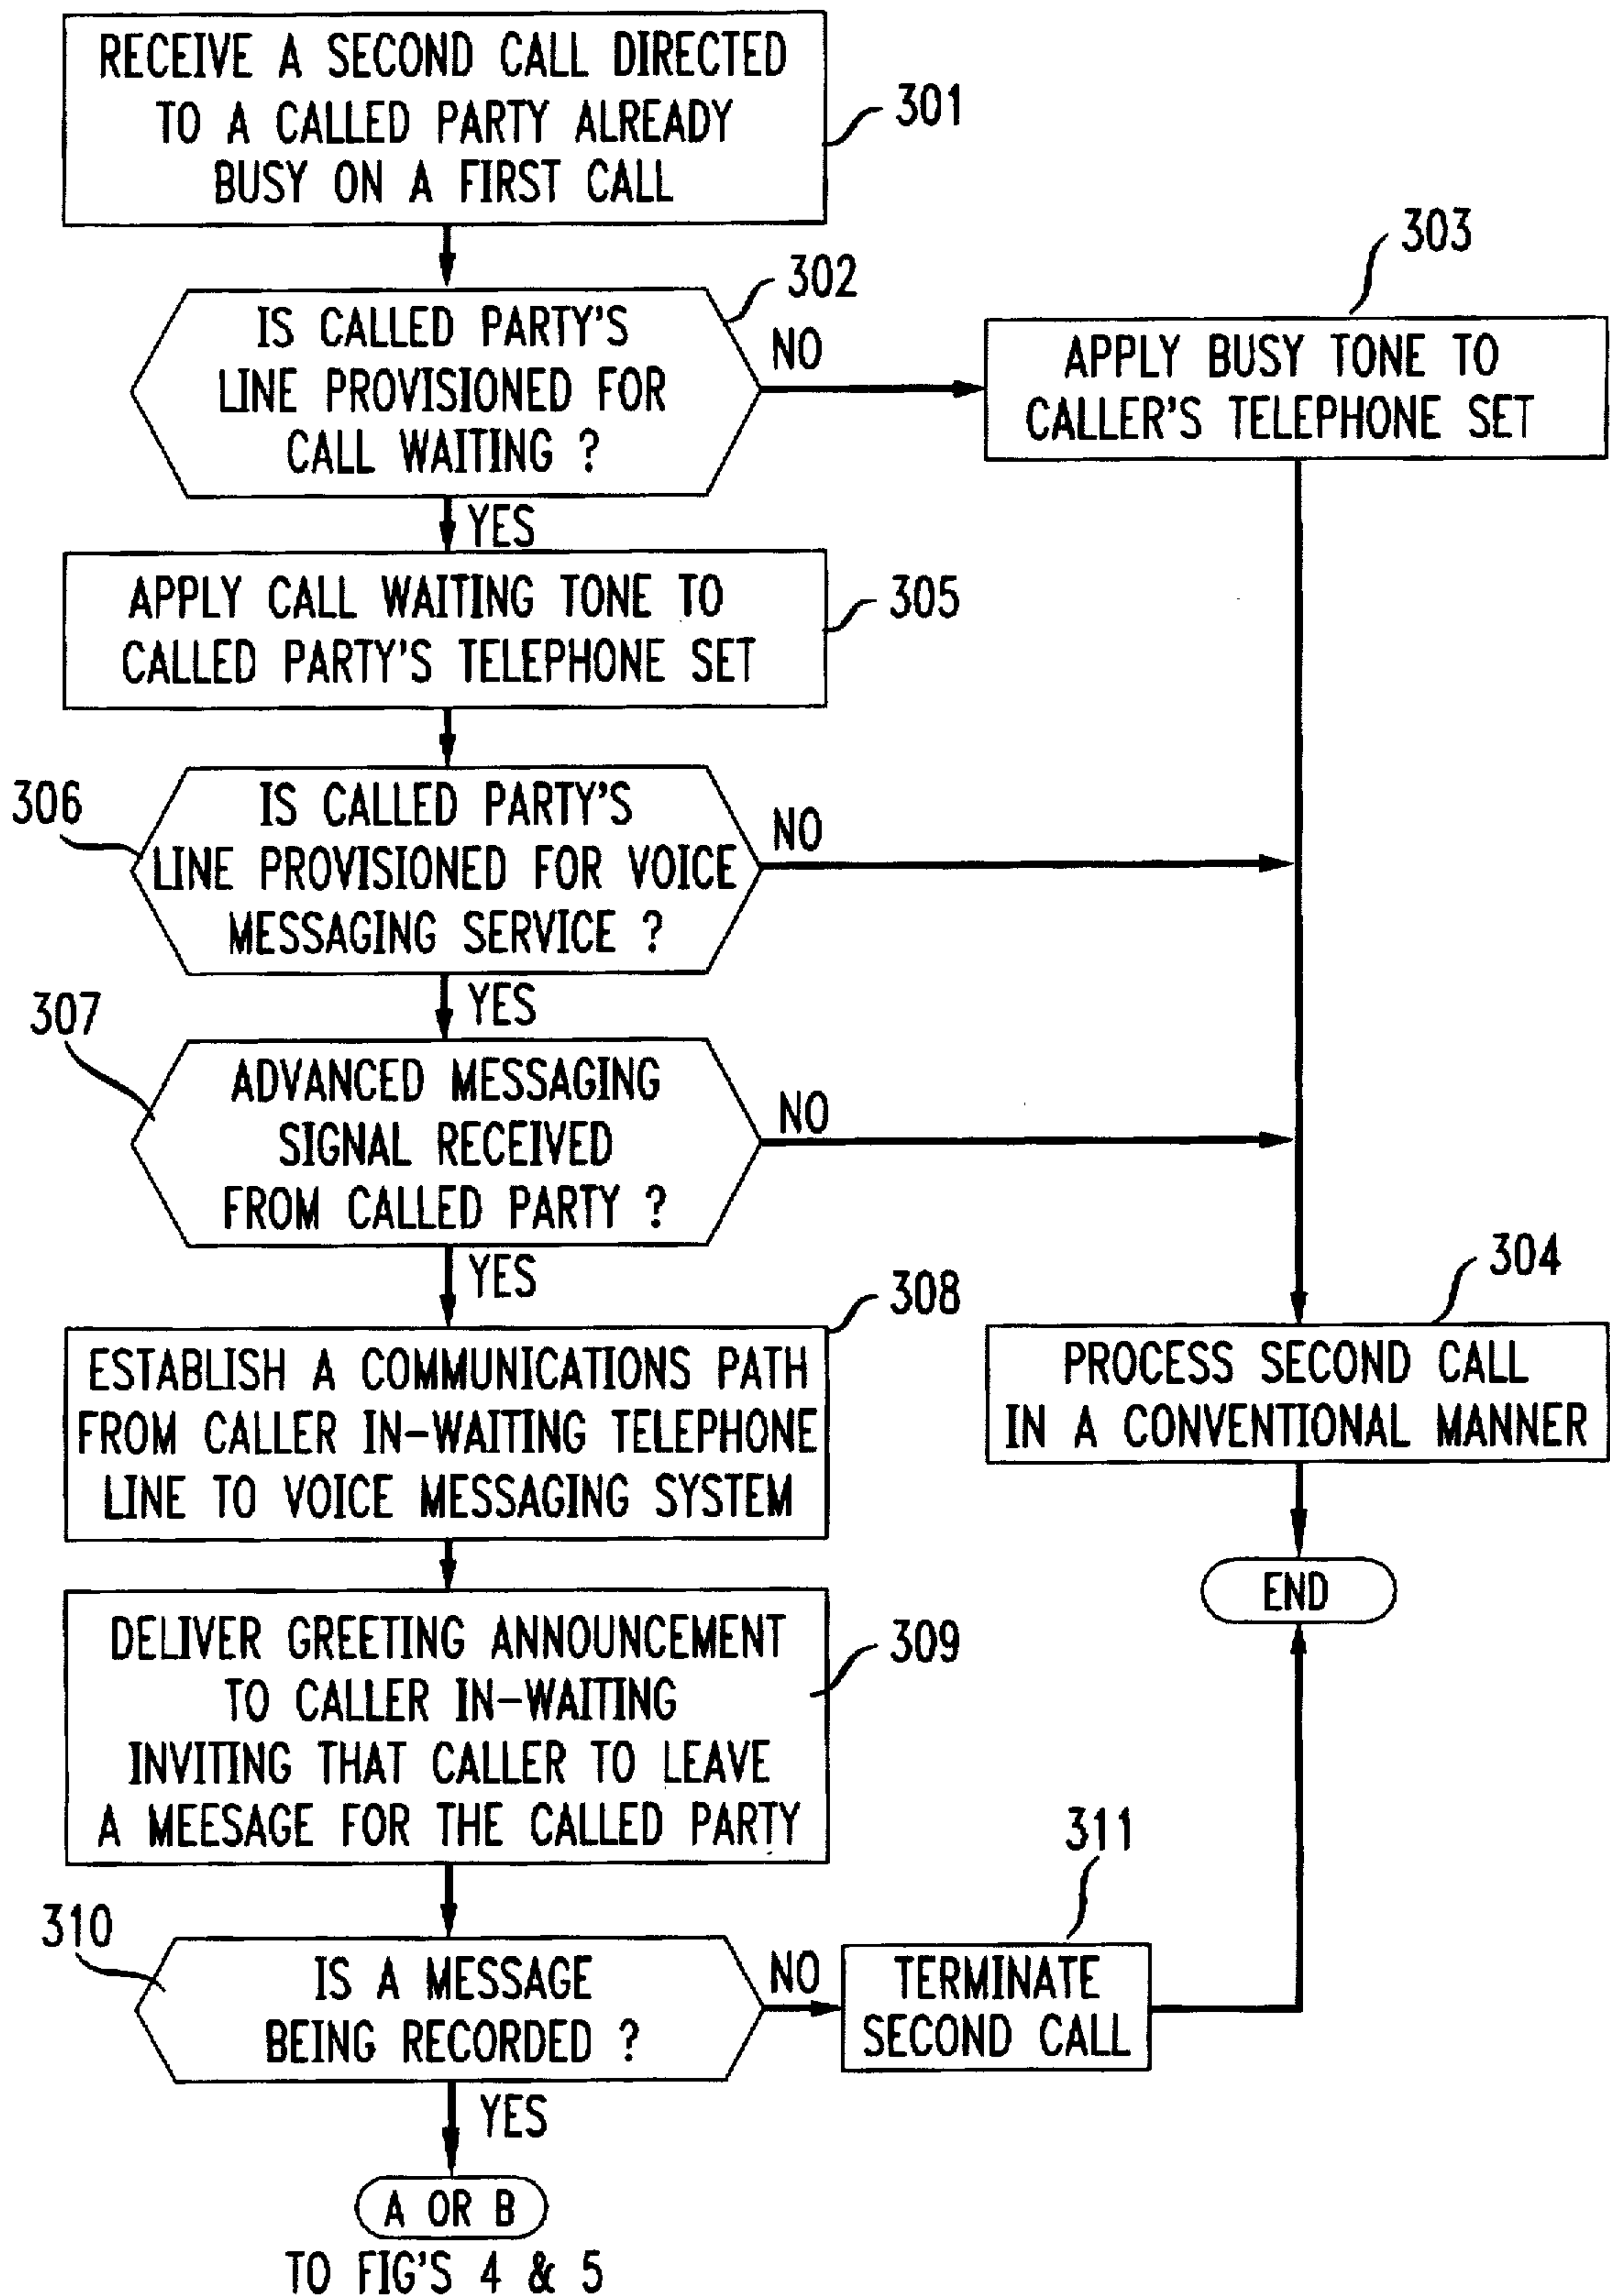 RECEIVE A SECOND CALL DIRECTED
TO A CALLED PARTY ALREADY
BUSY ON A FIRST CALL
301
302
IS CALLED PARTY'S
LINE PROVISIONED FOR
CALL WAITING ?
NO
303
APPLY BUSY TONE TO
CALLER'S TELEPHONE SET
YES
APPLY CALL WAITING TONE TO
CALLED PARTY'S TELEPHONE SET
305
306
IS CALLED PARTY'S
LINE PROVISIONED FOR VOICE
MESSAGING SERVICE ?
NO
YES
307
ADVANCED MESSAGING
SIGNAL RECEIVED
FROM CALLED PARTY ?
NO
YES
308
ESTABLISH A COMMUNICATIONS PATH
FROM CALLER IN-WAITING TELEPHONE
LINE TO VOICE MESSAGING SYSTEM
304
PROCESS SECOND CALL
IN A CONVENTIONAL MANNER
END
DELIVER GREETING ANNOUNCEMENT
TO CALLER IN-WAITING
INVITING THAT CALLER TO LEAVE
A MEESAGE FOR THE CALLED PARTY
309
310
IS A MESSAGE
BEING RECORDED ?
NO
311
TERMINATE
SECOND CALL
YES
A OR B
TO FIG'S 4 & 5